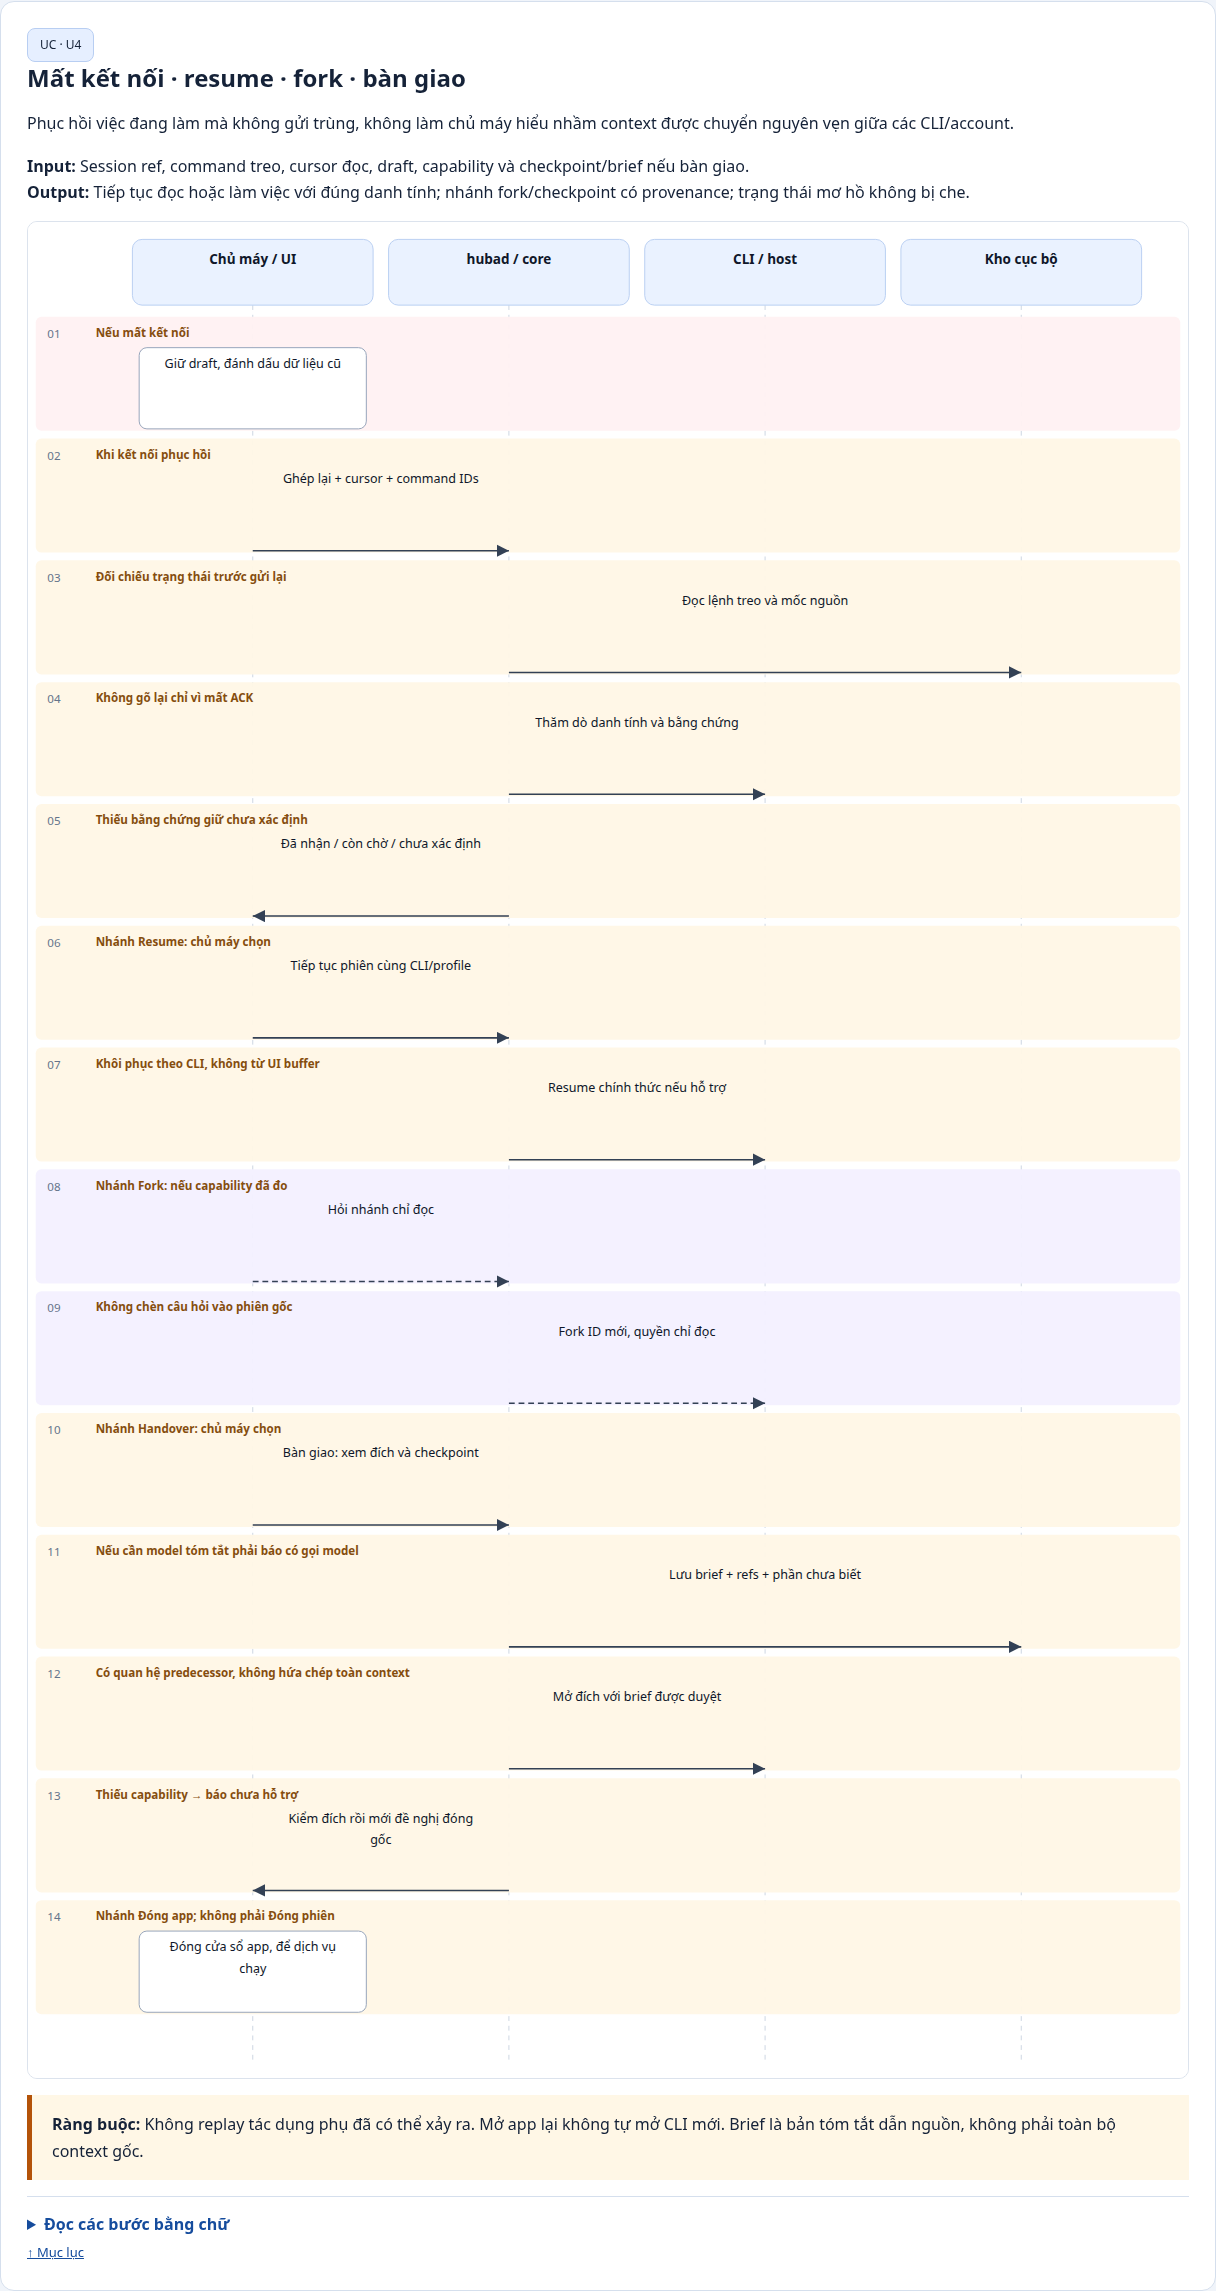 UC · U4
Mất kết nối · resume · fork · bàn giao
Phục hồi việc đang làm mà không gửi trùng, không làm chủ máy hiểu nhầm context được chuyển nguyên vẹn giữa các CLI/account.
Input: Session ref, command treo, cursor đọc, draft, capability và checkpoint/brief nếu bàn giao.
Output: Tiếp tục đọc hoặc làm việc với đúng danh tính; nhánh fork/checkpoint có provenance; trạng thái mơ hồ không bị che.
Chủ máy / UI
hubad / core
CLI / host
Kho cục bộ
01
Nếu mất kết nối
Giữ draft, đánh dấu dữ liệu cũ
02
Khi kết nối phục hồi
Ghép lại + cursor + command IDs
03
Đối chiếu trạng thái trước gửi lại
Đọc lệnh treo và mốc nguồn
04
Không gõ lại chỉ vì mất ACK
Thăm dò danh tính và bằng chứng
05
Thiếu bằng chứng giữ chưa xác định
Đã nhận / còn chờ / chưa xác định
06
Nhánh Resume: chủ máy chọn
Tiếp tục phiên cùng CLI/profile
07
Khôi phục theo CLI, không từ UI buffer
Resume chính thức nếu hỗ trợ
08
Nhánh Fork: nếu capability đã đo
Hỏi nhánh chỉ đọc
09
Không chèn câu hỏi vào phiên gốc
Fork ID mới, quyền chỉ đọc
10
Nhánh Handover: chủ máy chọn
Bàn giao: xem đích và checkpoint
11
Nếu cần model tóm tắt phải báo có gọi model
Lưu brief + refs + phần chưa biết
12
Có quan hệ predecessor, không hứa chép toàn context
Mở đích với brief được duyệt
13
Thiếu capability → báo chưa hỗ trợ
Kiểm đích rồi mới đề nghị đóng
gốc
14
Nhánh Đóng app; không phải Đóng phiên
Đóng cửa sổ app, để dịch vụ
chạy
Ràng buộc: Không replay tác dụng phụ đã có thể xảy ra. Mở app lại không tự mở CLI mới. Brief là bản tóm tắt dẫn nguồn, không phải toàn bộ
context gốc.
▶ Đọc các bước bằng chữ
↑ Mục lục